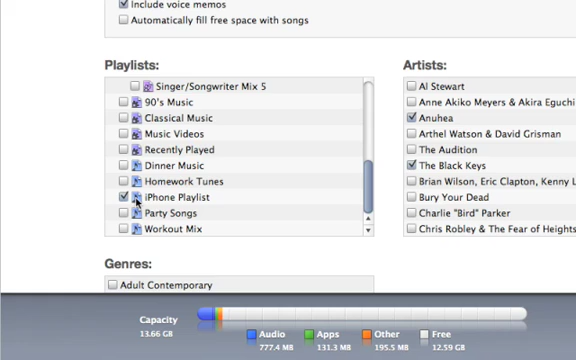 Include voice memos
Automatically fill free space with songs
Playlists:
Singer/Songwriter Mix 5
90's Music
Classical Music
Music Videos
Recently Played
Dinner Music
Homework Tunes
iPhone Playlist
Party Songs
Workout Mix
Artists:
Al Stewart
Anne Akiko Meyers & Akira Eguchi
Anuhea
Arthel Watson & David Grisman
The Audition
The Black Keys
Brian Wilson, Eric Clapton, Kenny L
Bury Your Dead
Charlie "Bird" Parker
Chris Robley & The Fear of Heights
Genres:
Adult Contemporary
Capacity
13.66 GB
Audio
777.4 MB
Apps
131.3 MB
Other
195.5 MB
Free
12.59 GB